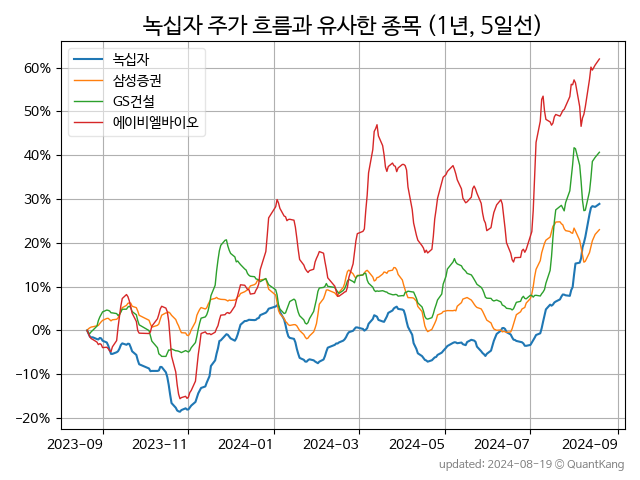 녹십자 주가 흐름과 유사한 종목 (1년, 5일선)
녹십자
삼성증권
GS건설
에이비엘바이오
60%
50%
40%
30%
20%
10%
0%
−10%
−20%
2023-09 2023-11 2024-01 2024-03 2024-05 2024-07 2024-09
updated: 2024-08-19 © QuantKang